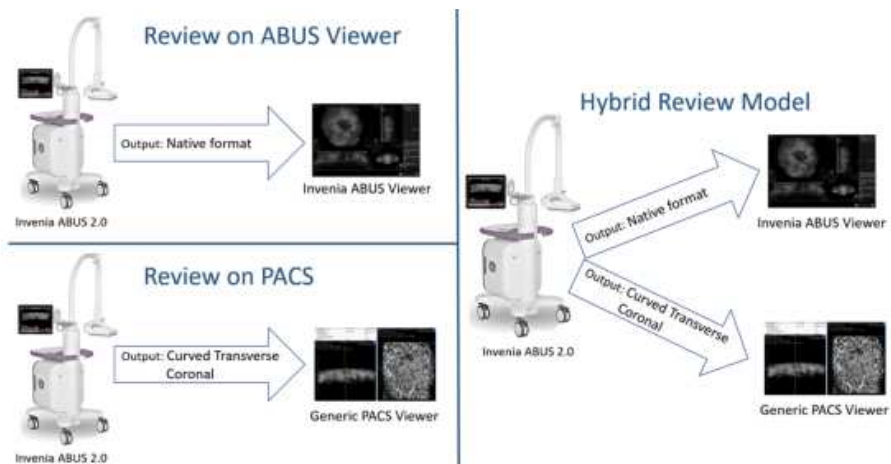 Review on ABUS Viewer
Output: Native format
Invenia ABUS Viewer
Invenia ABUS 2.0
Review on PACS
Output: Curved Transverse
Coronal
Generic PACS Viewer
Invenia ABUS 2.0
Hybrid Review Model
Output: Native format
Invenia ABUS Viewer
Output: Curved Transverse
Coronal
Invenia ABUS 2.0
Generic PACS Viewer